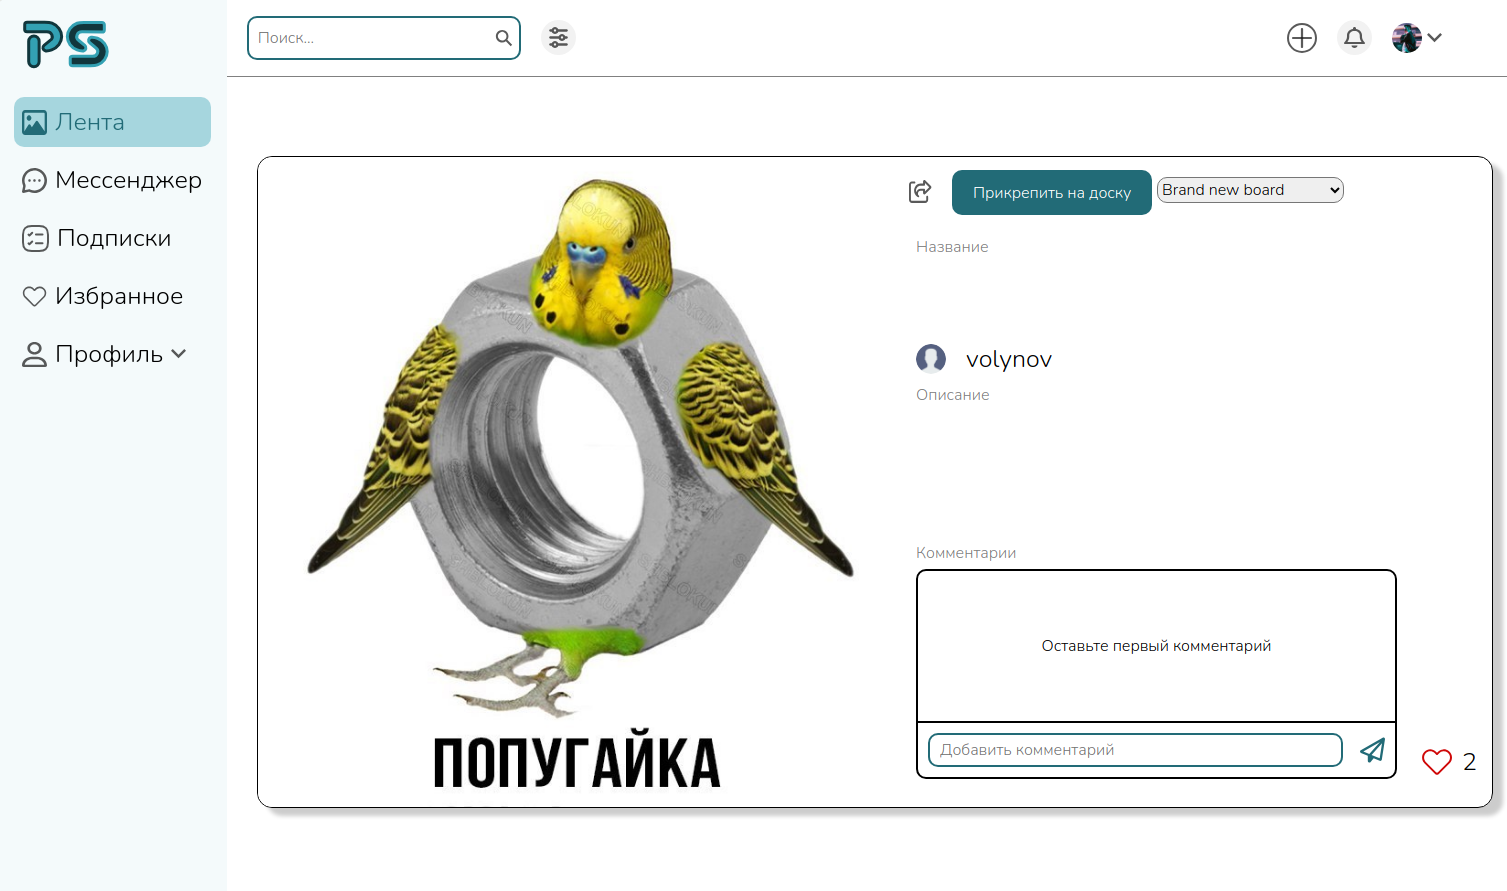 PS
Поиск...
Лента
Мессенджер
Подписки
Избранное
Профиль
Прикрепить на доску
Brand new board
Название
volynov
Описание
Комментарии
Оставьте первый комментарий
Добавить комментарий
2
ПОПУГАЙКА